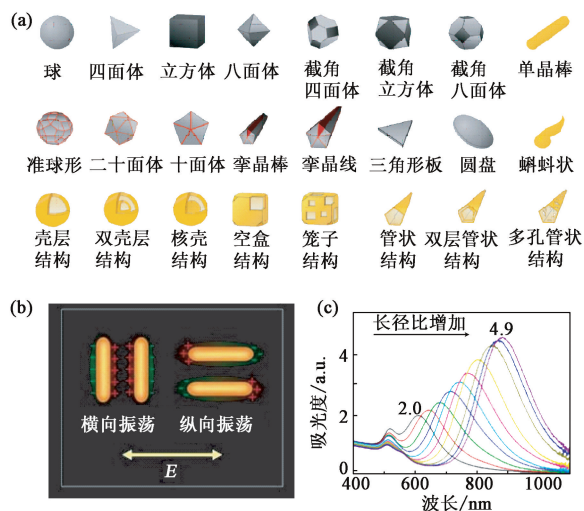 (a)
球 四面体 立方体 八面体 截角 截角 截角 单晶棒
四面体 立方体 八面体
准球形 二十面体 十面体 孪晶棒 孪晶线 三角形板 圆盘 蝌蚪状
壳层 双壳层 核壳 空盒 笼子 管状 双层管状 多孔管状
结构 结构 结构 结构 结构 结构 结构 结构
(b)
横向振荡 纵向振荡
E
(c)
长径比增加
4.9
2.0
吸光度/a.u.
4
2
1
0
400 600 800 1000
波长/nm